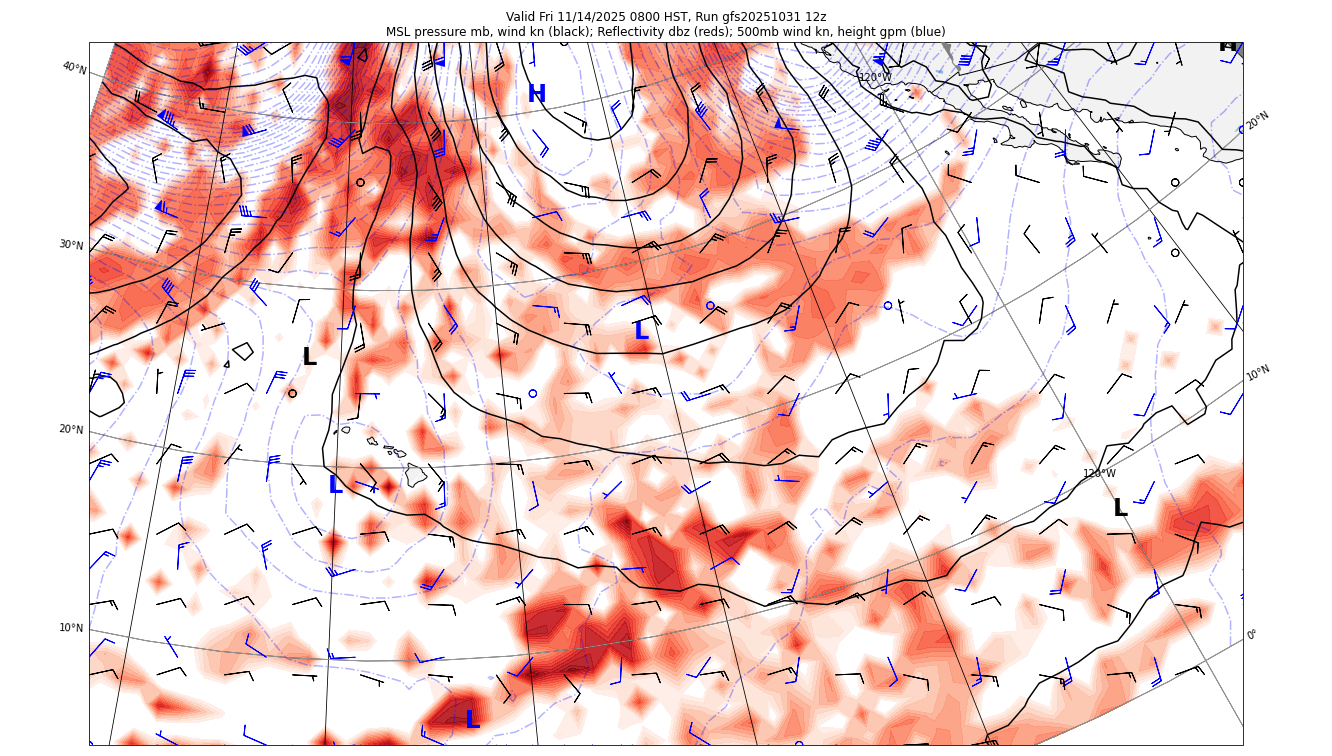 Valid Fri 11/14/2025 0800 HST, Run gfs20251031 12z
MSL pressure mb, wind kn (black); Reflectivity dbz (reds); 500mb wind kn, height gpm (blue)
H
40°N
120°W
H
20°N
30°N
L
L
10°N
20°N
L
120°W
L
10°N
0°
L